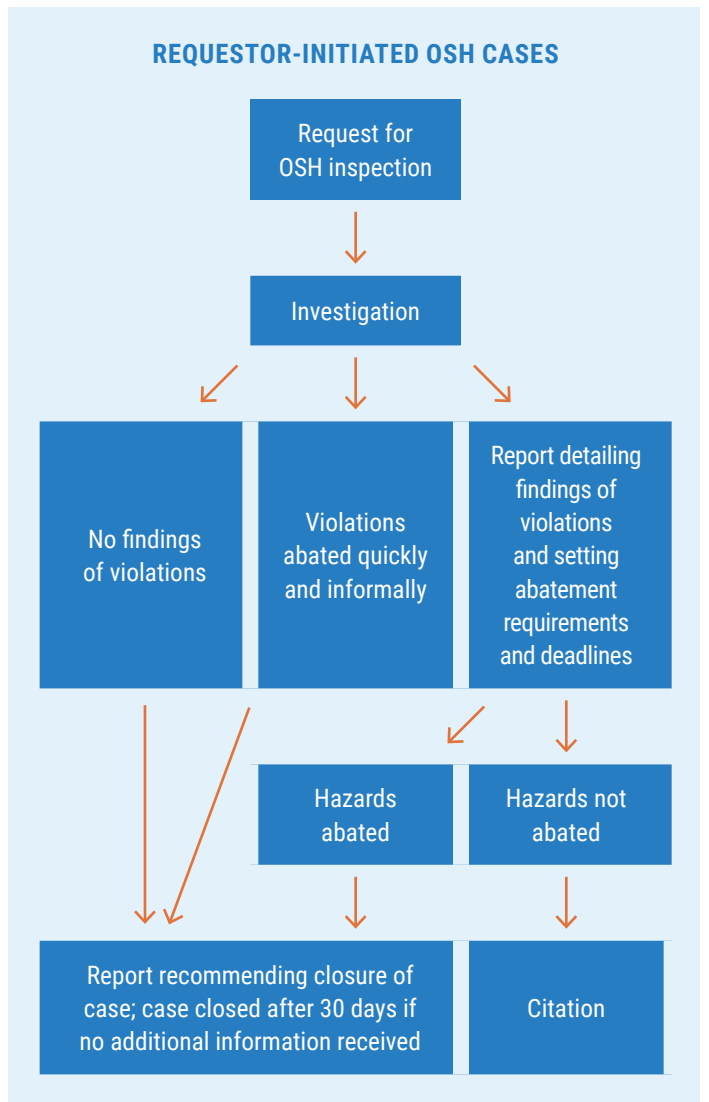 REQUESTOR-INITIATED OSH CASES
Request for
OSH inspection
Investigation
No findings
of violations
Violations
abated quickly
and informally
Report detailing
findings of
violations
and setting
abatement
requirements
and deadlines
Hazards
abated
Hazards not
abated
Report recommending closure of
case; case closed after 30 days if
no additional information received
Citation